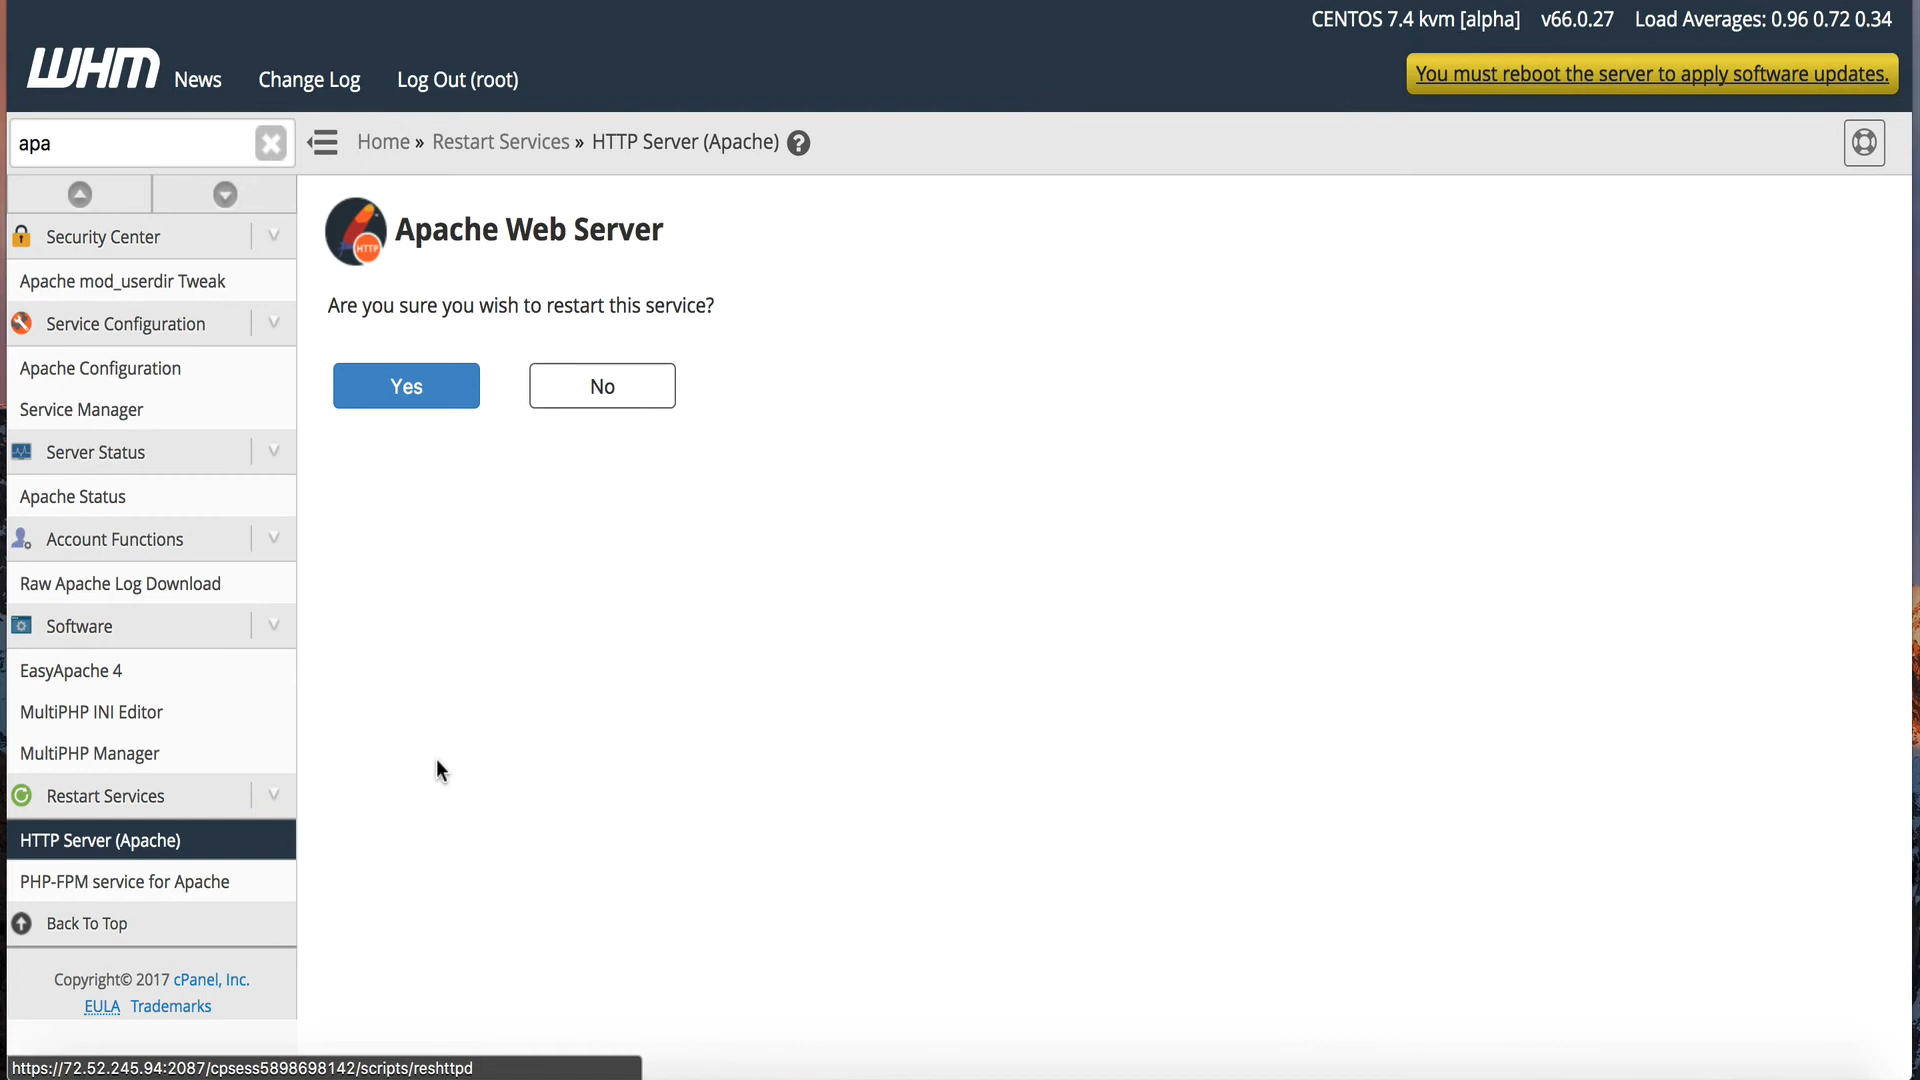 CENTOS 7.4 kvm [alpha] v66.0.27 Load Averages: 0.96 0.72 0.34
WHM News Change Log Log Out (root)
You must reboot the server to apply software updates.
apa
Home » Restart Services » HTTP Server (Apache) ?
Apache Web Server
HTTP
Are you sure you wish to restart this service?
Yes No
Security Center
Apache mod_userdir Tweak
Service Configuration
Apache Configuration
Service Manager
Server Status
Apache Status
Account Functions
Raw Apache Log Download
Software
EasyApache 4
MultiPHP INI Editor
MultiPHP Manager
Restart Services
HTTP Server (Apache)
PHP-FPM service for Apache
Back To Top
Copyright© 2017 cPanel, Inc.
EULA Trademarks
https://72.52.245.94:2087/cpsess5898698142/scripts/reshttpd